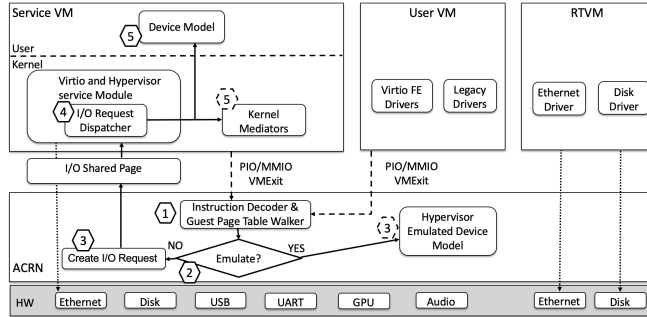 Service VM
User VM
RTVM
Device Model
5
User
Kernel
Virtio and Hypervisor
service Module
4
I/O Request
Dispatcher
5
Kernel
Mediators
Virtio FE
Drivers
Legacy
Drivers
Ethernet
Driver
Disk
Driver
I/O Shared Page
PIO/MMIO
VMExit
PIO/MMIO
VMExit
1
Instruction Decoder &
Guest Page Table Walker
3
Create I/O Request
NO
2
Emulate?
YES
3
Hypervisor
Emulated Device
Model
ACRN
HW
Ethernet
Disk
USB
UART
GPU
Audio
Ethernet
Disk